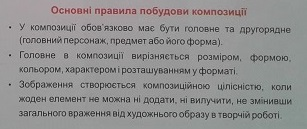 Основні правила побудови композиції
• У композиції обов'язково має бути головне та другорядне
(головний персонаж, предмет або його форма).
• Головне в композиції вирізняється розміром, формою,
кольором, характером і розташуванням у форматі.
• Зображення створюється композиційною цілісністю, коли
жоден елемент не можна ні додати, ні вилучити, не змінивши
загального враження від художнього образу в творчій роботі.